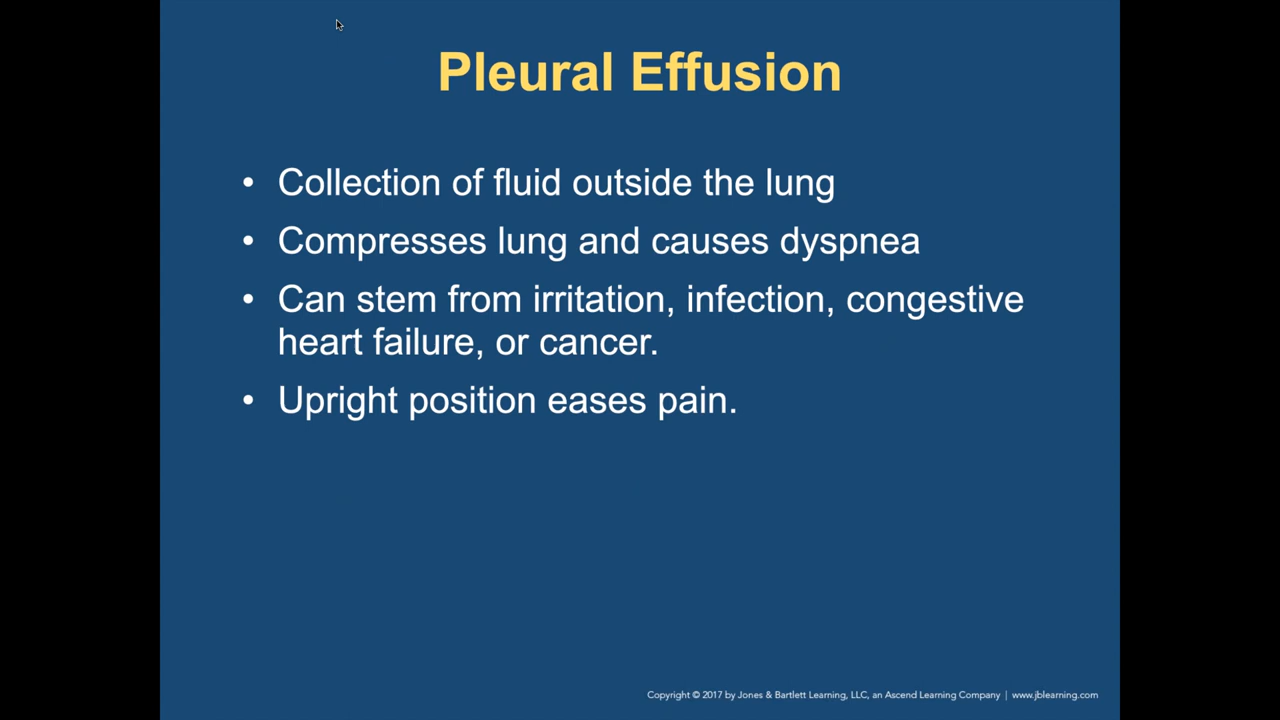 Pleural Effusion
• Collection of fluid outside the lung
• Compresses lung and causes dyspnea
• Can stem from irritation, infection, congestive
heart failure, or cancer.
• Upright position eases pain.
Copyright © 2017 by Jones & Bartlett Learning, LLC, an Ascend Learning Company | www.jblearning.com